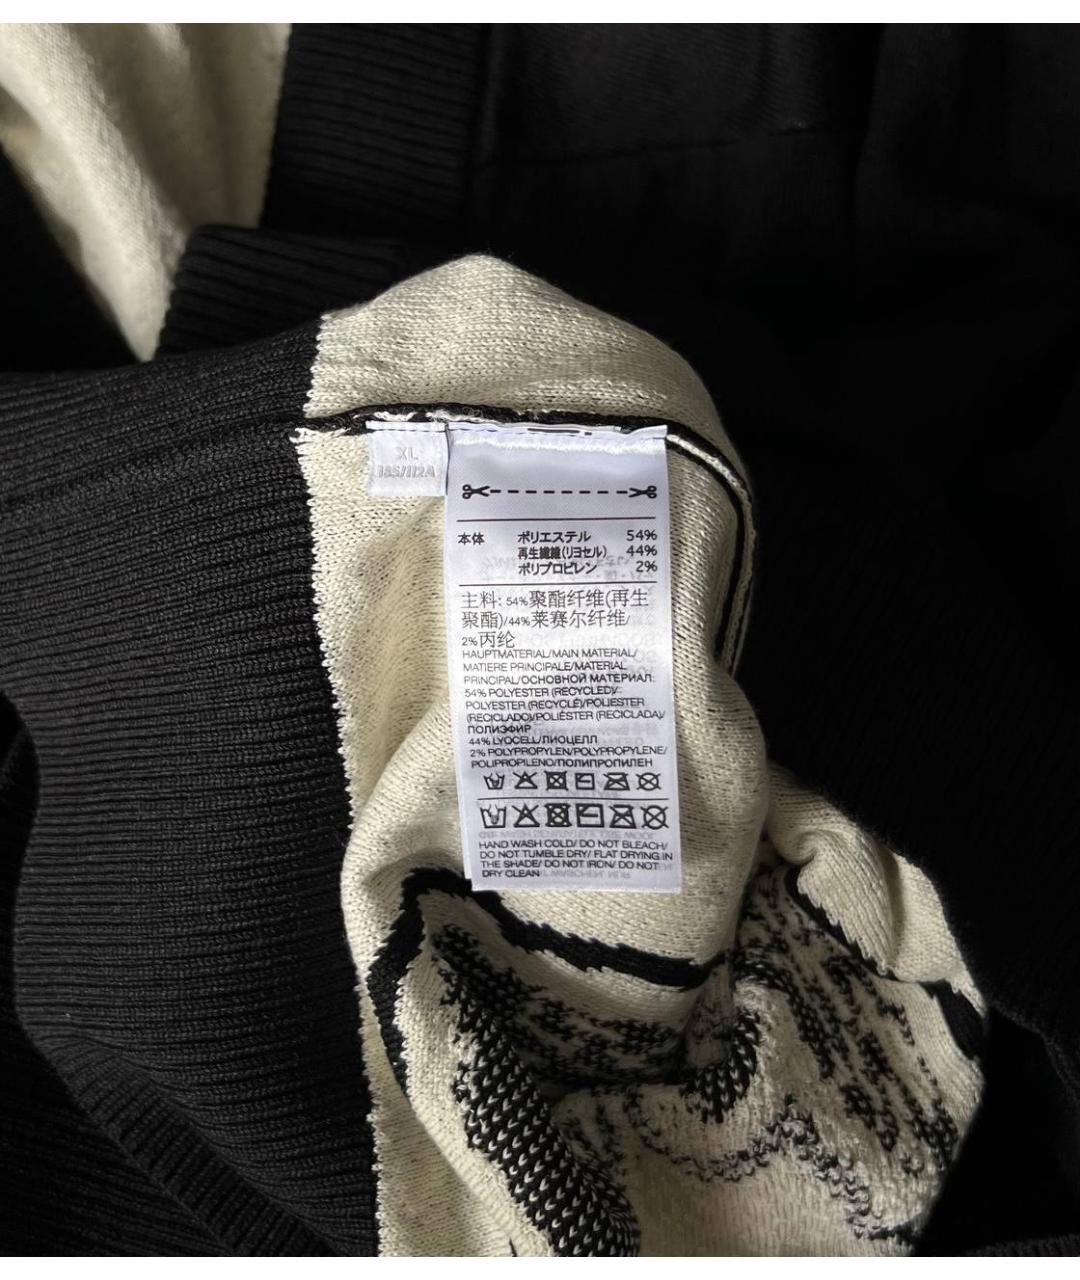 XL
185/112A
本体 ポリエステル 54%
再生繊維(リヨセル) 44%
ポリプロピレン 2%
主料: 54%聚酯纤维(再生
聚酯)/44%莱赛尔纤维/
2%丙纶
HAUPTMATERIAL/MAIN MATERIAL/
MATIERE PRINCIPALE/MATERIAL
PRINCIPAL/ОСНОВНОЙ МАТЕРИАЛ:
54% POLYESTER (RECYCLED)/
POLYESTER (RECYCLÉ)/POLIESTER
(RECICLADO)/POLIÉSTER (RECICLADA)/
ПОЛИЭФИР
44% LYOCELL/ЛИОЦЕЛЛ
2% POLYPROPYLEN/POLYPROPYLENE/
POLIPROPILENO/ПОЛИПРОПИЛЕН
HAND WASH COLD/ DO NOT BLEACH/
DO NOT TUMBLE DRY/ FLAT DRYING IN
THE SHADE/ DO NOT IRON/ DO NOT
DRY CLEAN